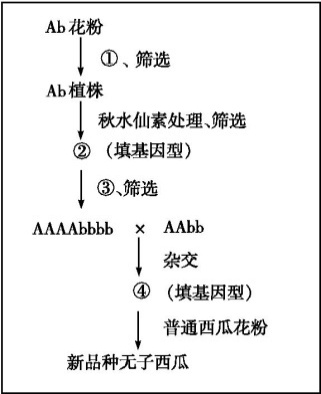 Ab花粉
①、筛选
Ab植株
秋水仙素处理、筛选
② (填基因型)
③、筛选
AAAAbbbb × AAbb
杂交
④ (填基因型)
普通西瓜花粉
新品种无子西瓜